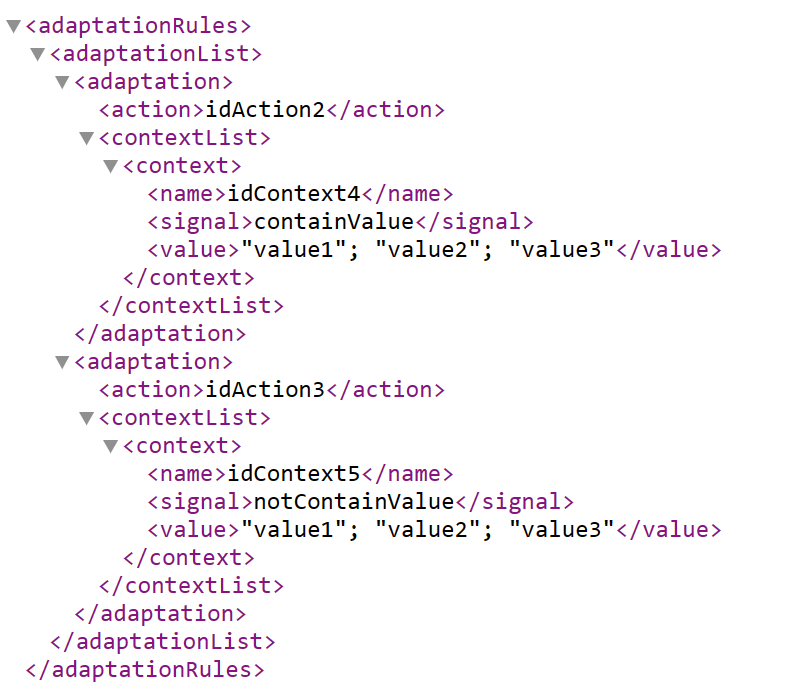 <adaptationRules>
<adaptationList>
<adaptation>
<action>idAction2</action>
<contextList>
<context>
<name>idContext4</name>
<signal>containValue</signal>
<value>"value1"; "value2"; "value3"</value>
</context>
</contextList>
</adaptation>
<adaptation>
<action>idAction3</action>
<contextList>
<context>
<name>idContext5</name>
<signal>notContainValue</signal>
<value>"value1"; "value2"; "value3"</value>
</context>
</contextList>
</adaptation>
</adaptationList>
</adaptationRules>